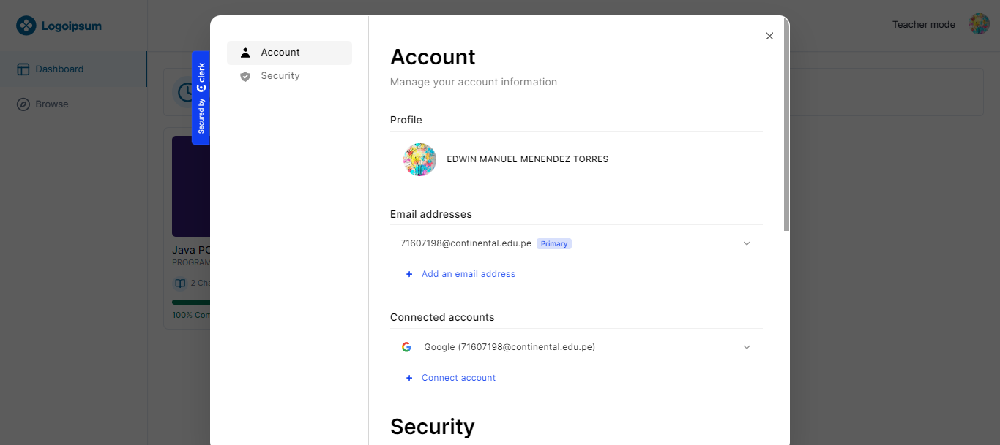 Logoipsum
Teacher mode
Dashboard
Browse
Secured by clerk
Java PO
PROGRAM
2 Cha
100% Com
Account
Security
Account
Manage your account information
Profile
EDWIN MANUEL MENENDEZ TORRES
Email addresses
71607198@continental.edu.pe Primary
+ Add an email address
Connected accounts
Google (71607198@continental.edu.pe)
+ Connect account
Security